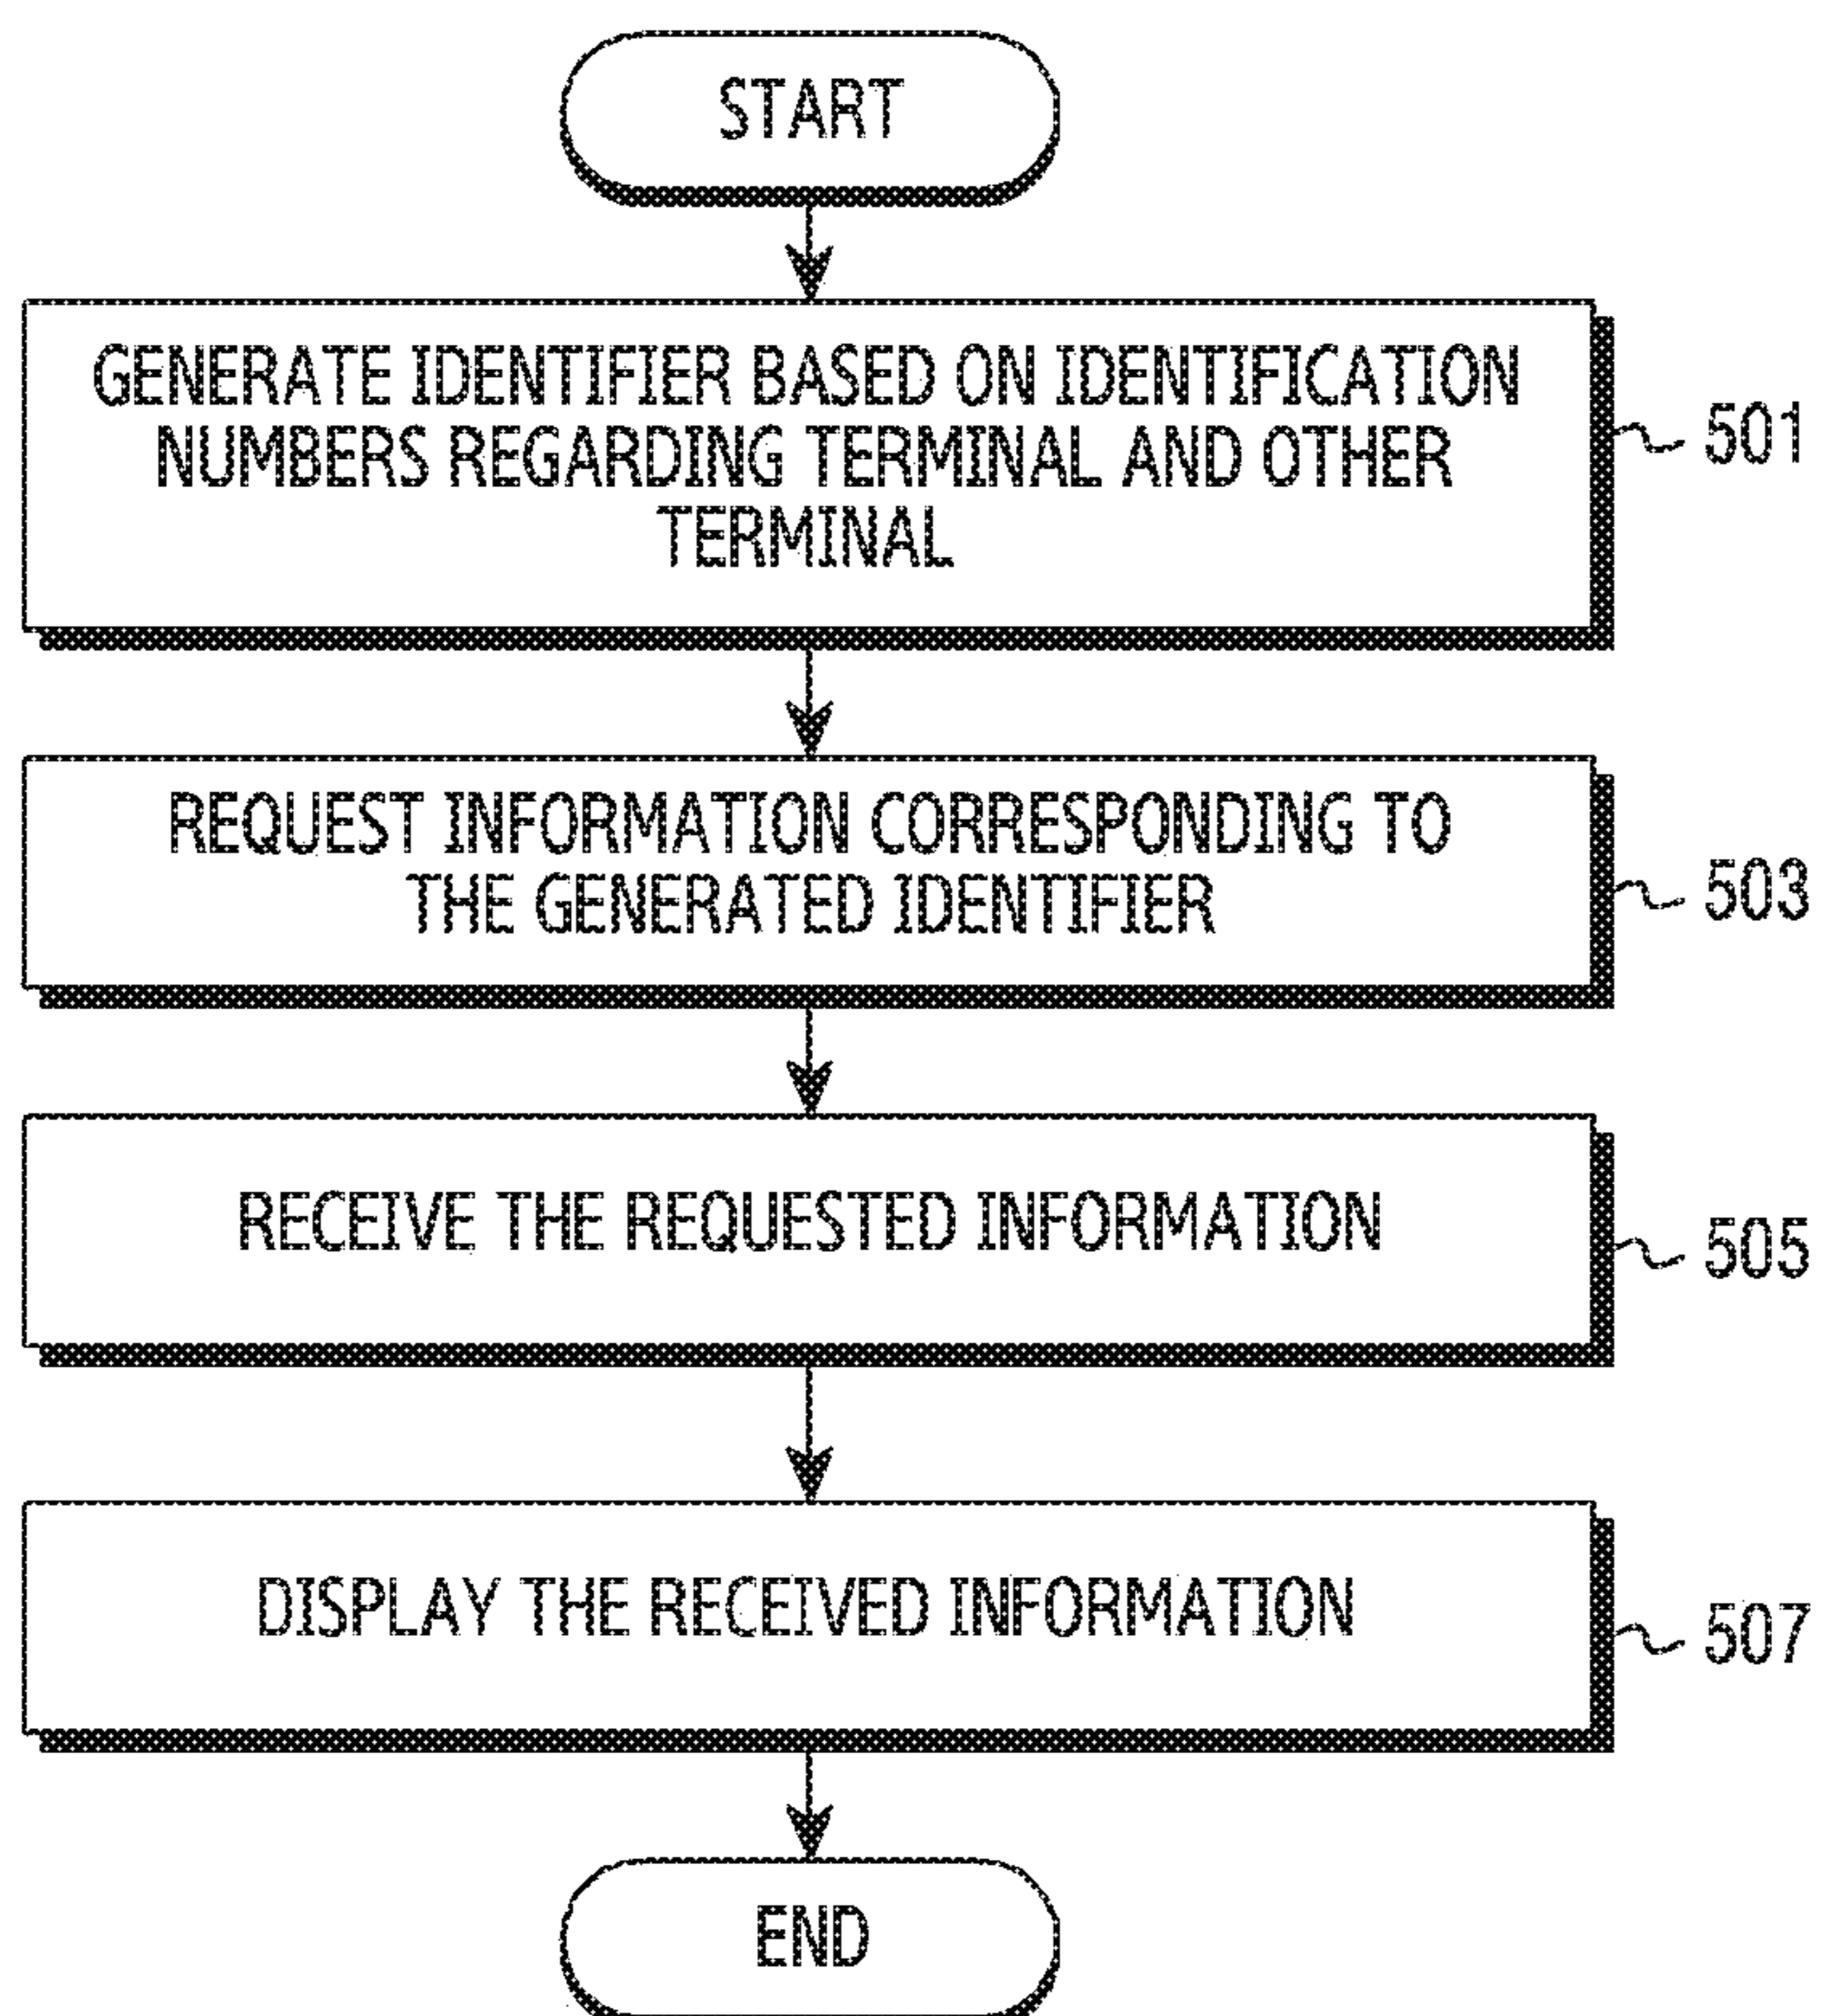 START
GENERATE IDENTIFIER BASED ON IDENTIFICATION
NUMBERS REGARDING TERMINAL AND OTHER
TERMINAL
501
REQUEST INFORMATION CORRESPONDING TO
THE GENERATED IDENTIFIER
503
RECEIVE THE REQUESTED INFORMATION
505
DISPLAY THE RECEIVED INFORMATION
507
END